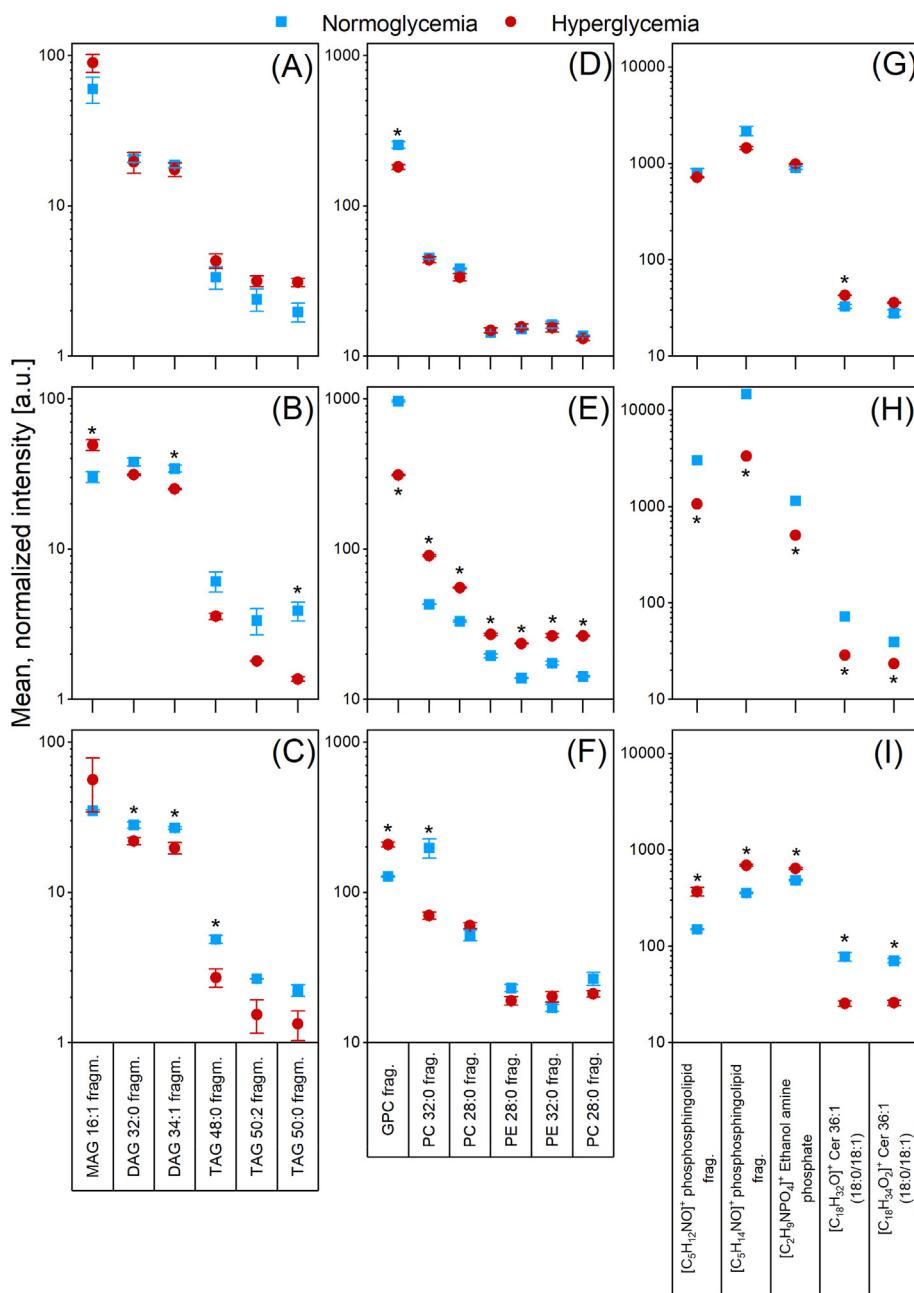 Normoglycemia Hyperglycemia
Mean, normalized intensity [a.u.]
(A)
100
10
1
(D)
1000
100
10
(G)
10000
1000
100
10
(B)
100
10
1
(E)
1000
100
10
(H)
10000
1000
100
10
(C)
100
10
1
(F)
1000
100
10
(I)
10000
1000
100
10
MAG 16:1 fragm.
DAG 32:0 fragm.
DAG 34:1 fragm.
TAG 48:0 fragm.
TAG 50:2 fragm.
TAG 50:0 fragm.
GPC frag.
PC 32:0 frag.
PC 28:0 frag.
PE 28:0 frag.
PE 32:0 frag.
PC 28:0 frag.
[C₅H₁₂NO]⁺ phosphosphingolipid
frag.
[C₅H₁₄NO]⁺ phosphosphingolipid
frag.
[C₂H₉NPO₄]⁺ Ethanol amine
phosphate
[C₁₈H₃₂O]⁺ Cer 36:1
(18:0/18:1)
[C₁₈H₃₄O₂]⁺ Cer 36:1
(18:0/18:1)